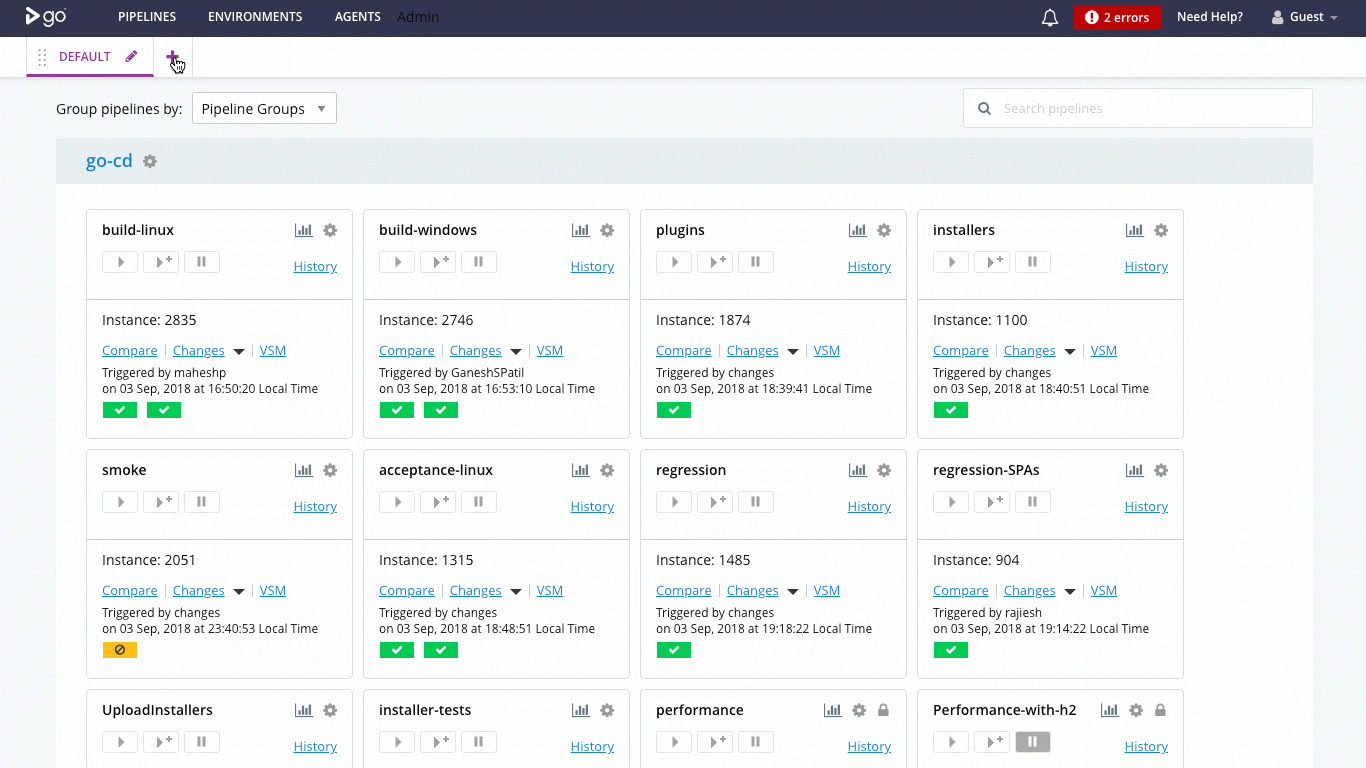 go
PIPELINES ENVIRONMENTS AGENTS Admin 2 errors Need Help? Guest
DEFAULT
Group pipelines by: Pipeline Groups Search pipelines
go-cd
build-linux build-windows plugins installers
History History History History
Instance: 2835 Instance: 2746 Instance: 1874 Instance: 1100
Compare Changes VSM Compare Changes VSM Compare Changes VSM Compare Changes VSM
Triggered by maheshp Triggered by GaneshSPatil Triggered by changes Triggered by changes
on 03 Sep, 2018 at 16:50:20 Local Time on 03 Sep, 2018 at 16:53:10 Local Time on 03 Sep, 2018 at 18:39:41 Local Time on 03 Sep, 2018 at 18:40:51 Local Time
smoke acceptance-linux regression regression-SPAs
History History History History
Instance: 2051 Instance: 1315 Instance: 1485 Instance: 904
Compare Changes VSM Compare Changes VSM Compare Changes VSM Compare Changes VSM
Triggered by changes Triggered by changes Triggered by changes Triggered by rajiesh
on 03 Sep, 2018 at 23:40:53 Local Time on 03 Sep, 2018 at 18:48:51 Local Time on 03 Sep, 2018 at 19:18:22 Local Time on 03 Sep, 2018 at 19:14:22 Local Time
UploadInstallers installer-tests performance Performance-with-h2
History History History History